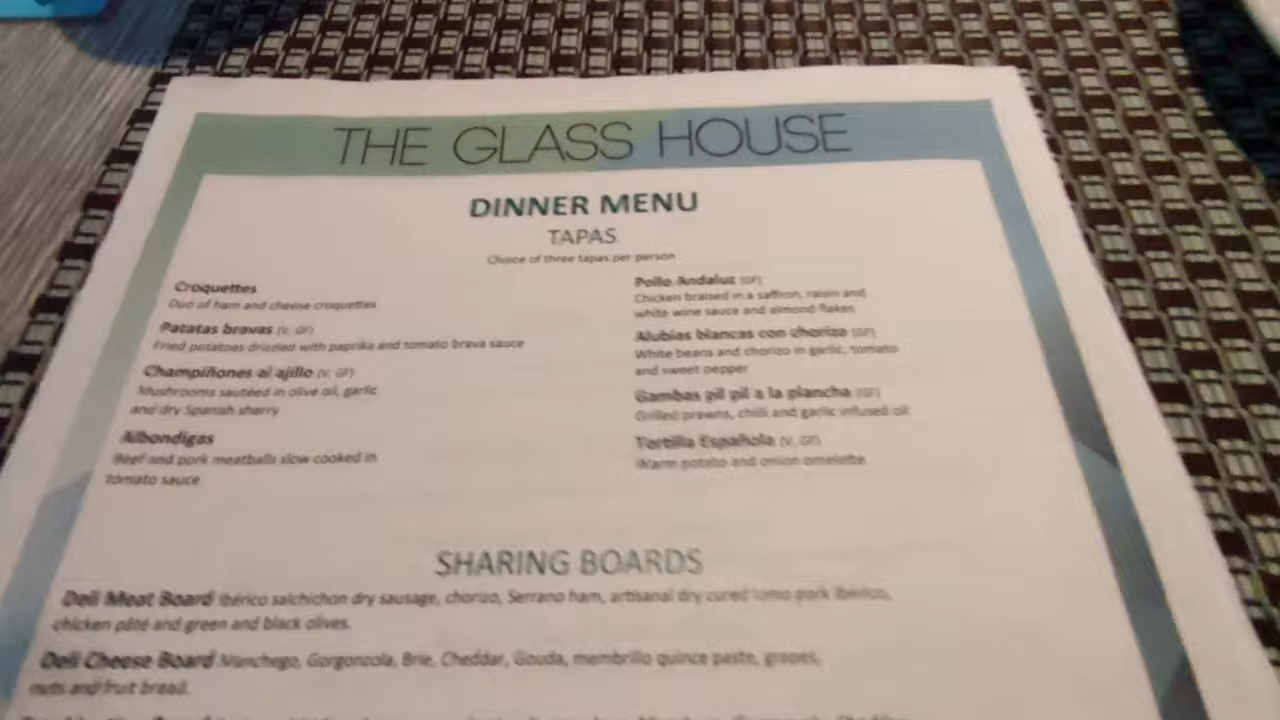 THE GLASS HOUSE
DINNER MENU
TAPAS
Choice of three tapas per person
Croquettes
Duo of ham and cheese croquettes
Patatas bravas (V, GF)
Fried potatoes drizzled with paprika and tomato brava sauce
Champiñones al ajillo (V, GF)
Mushrooms sautéed in olive oil, garlic
and dry Spanish sherry
Albondigas
Beef and pork meatballs slow cooked in
tomato sauce
Pollo Andaluz (GF)
Chicken braised in a saffron, raisin and
white wine sauce and almond flakes
Alubias blancas con chorizo (GF)
White beans and chorizo in garlic, tomato
and sweet pepper
Gambas pil pil a la plancha (GF)
Grilled prawns, chilli and garlic infused oil
Tortilla Española (V, GF)
Warm potato and onion omelette
SHARING BOARDS
Deli Meat Board Ibérico salchichon dry sausage, chorizo, Serrano ham, artisanal dry cured lomo pork Ibérico,
chicken pâté and green and black olives.
Deli Cheese Board Manchego, Gorgonzola, Brie, Cheddar, Gouda, membrillo quince paste, grapes,
nuts and fruit bread.